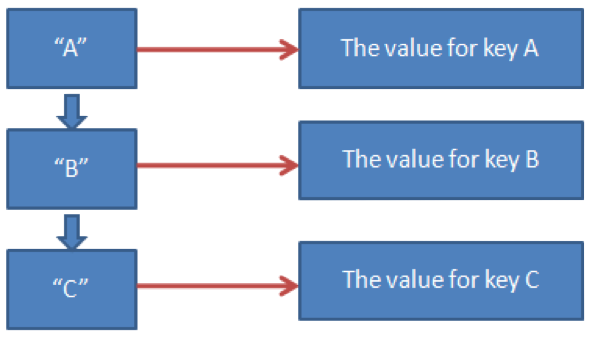 “A”
The value for key A
“B”
The value for key B
“C”
The value for key C